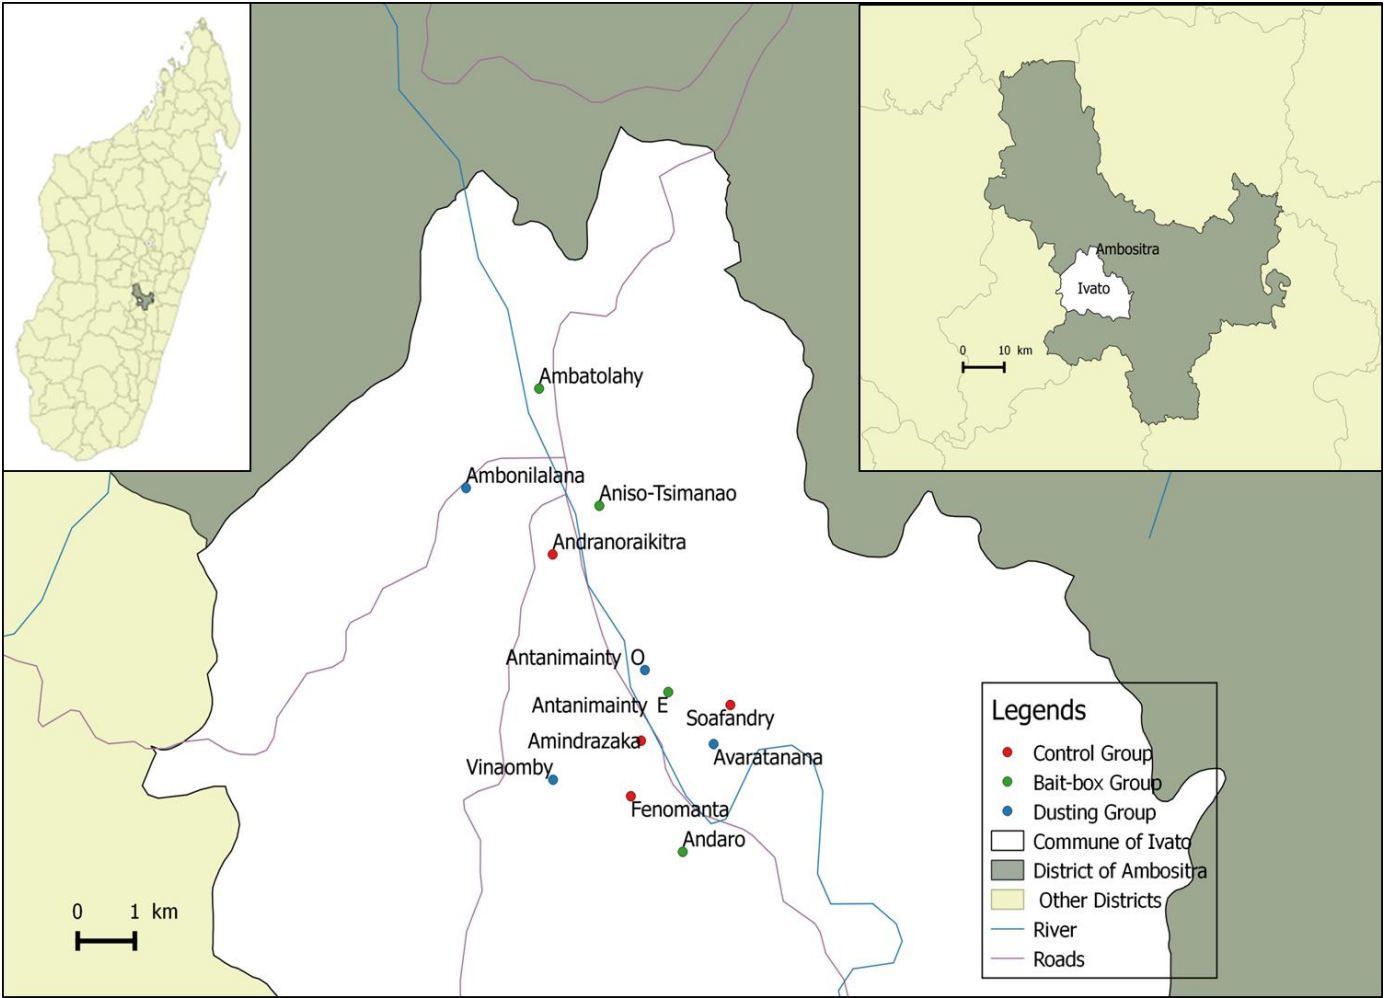 Ambositra
Ivato
0 10 km
Ambatolahy
Ambonilalana
Aniso-Tsimanao
Andranoraikitra
Antanimainty O
Antanimainty E
Soafandry
Amindrazaka
Avaratanana
Vinaomby
Fenomanta
Andaro
0 1 km
Legends
Control Group
Bait-box Group
Dusting Group
Commune of Ivato
District of Ambositra
Other Districts
River
Roads